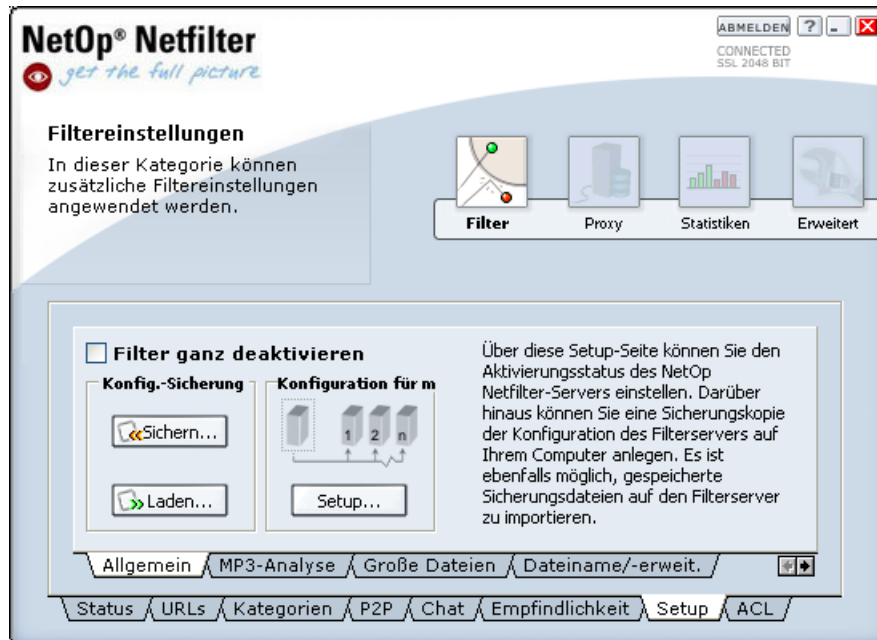 NetOp® Netfilter
get the full picture
ABMELDEN ?
CONNECTED
SSL 2048 BIT
Filtereinstellungen
In dieser Kategorie können
zusätzliche Filtereinstellungen
angewendet werden.
Filter
Proxy
Statistiken
Erweitert
Filter ganz deaktivieren
Konfig.-Sicherung
Sichern...
Laden...
Konfiguration für m
1 2 n
Setup...
Über diese Setup-Seite können Sie den
Aktivierungsstatus des NetOp
Netfilter-Servers einstellen. Darüber
hinaus können Sie eine Sicherungskopie
der Konfiguration des Filterservers auf
Ihrem Computer anlegen. Es ist
ebenfalls möglich, gespeicherte
Sicherungsdateien auf den Filterserver
zu importieren.
Allgemein
MP3-Analyse
Große Dateien
Dateiname/-erweit.
Status
URLs
Kategorien
P2P
Chat
Empfindlichkeit
Setup
ACL